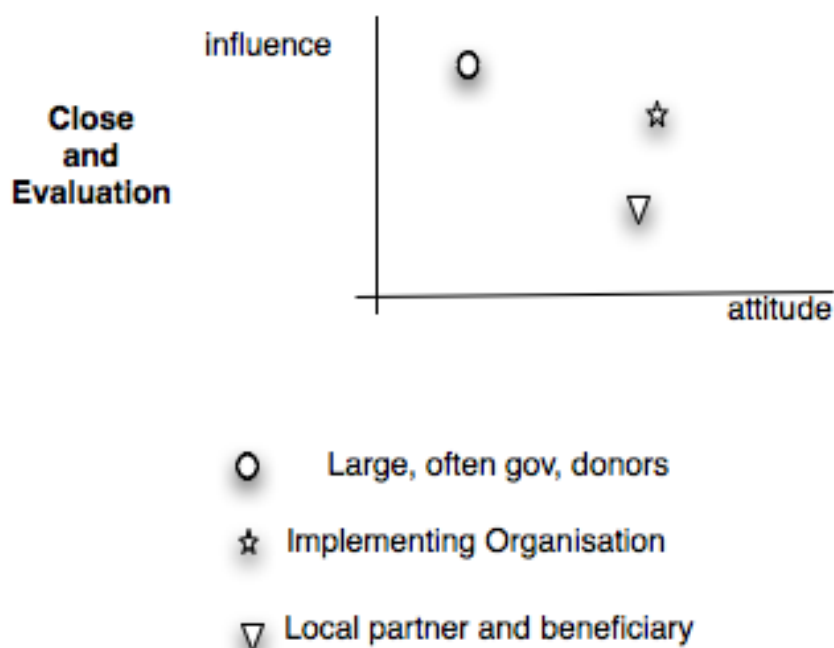 influence
Close
and
Evaluation
attitude
Large, often gov, donors
Implementing Organisation
Local partner and beneficiary